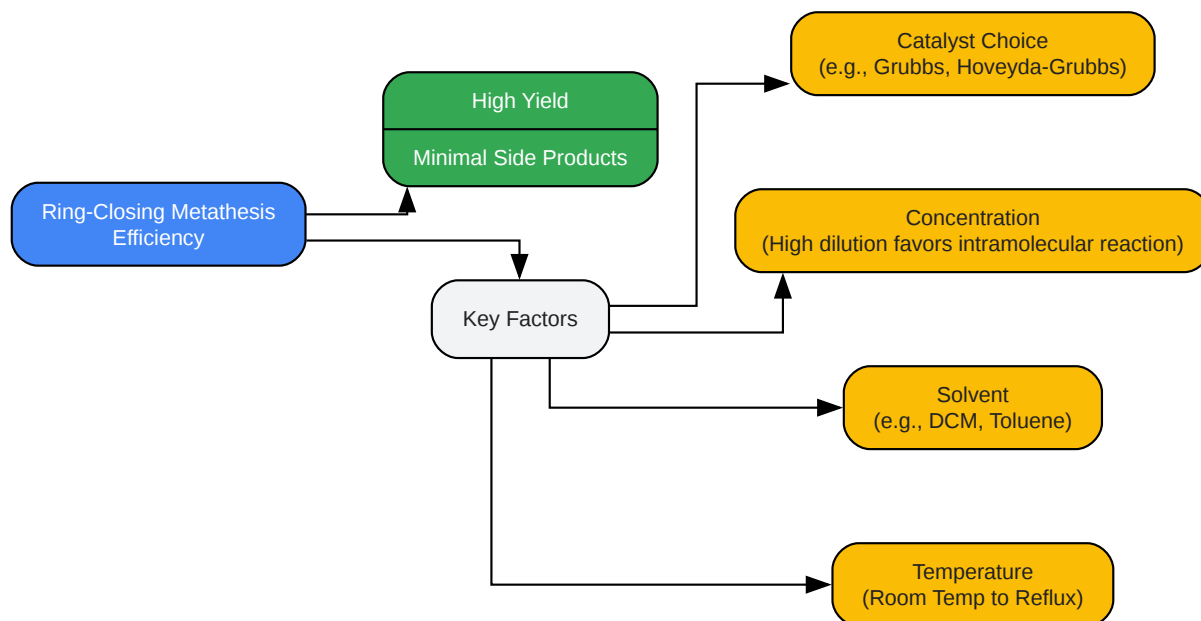 Catalyst Choice
(e.g., Grubbs, Hoveyda-Grubbs)
High Yield
Minimal Side Products
Ring-Closing Metathesis
Efficiency
Concentration
(High dilution favors intramolecular reaction)
Key Factors
Solvent
(e.g., DCM, Toluene)
Temperature
(Room Temp to Reflux)